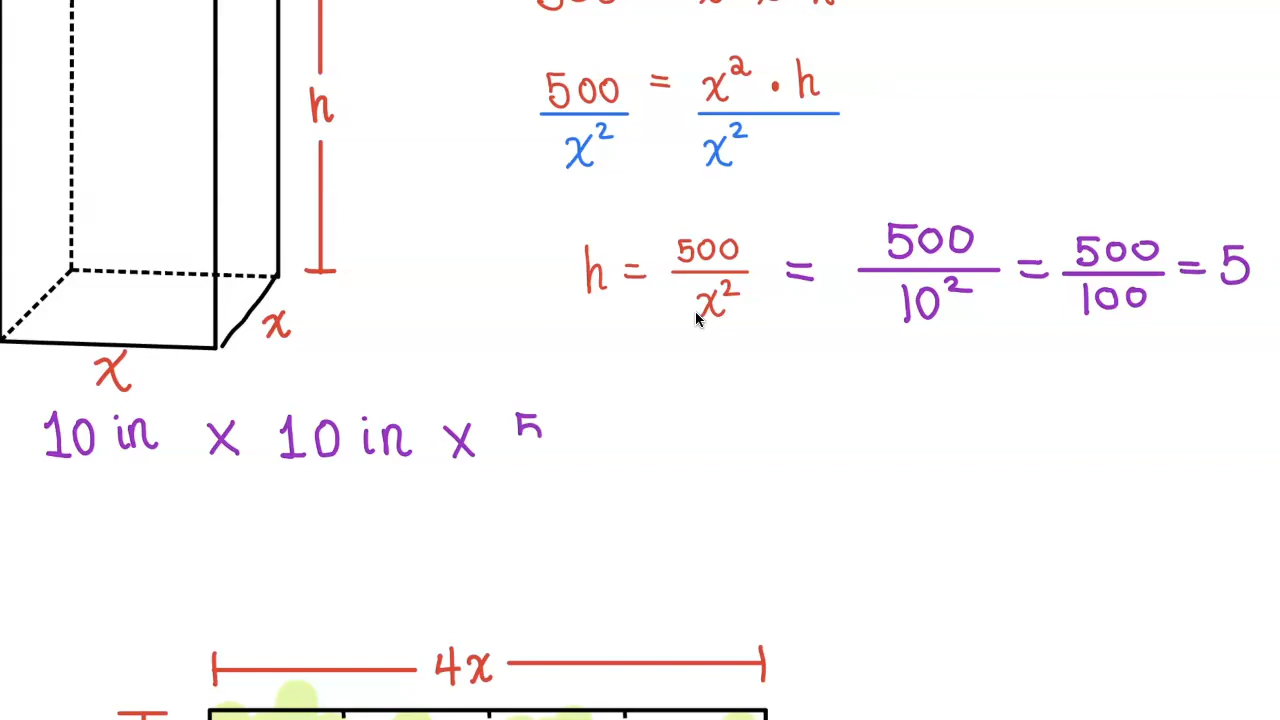 h
500/x² = x² · h/x²
h = 500/x² = 500/10² = 500/100 = 5
x
x
10 in x 10 in x 5
4x